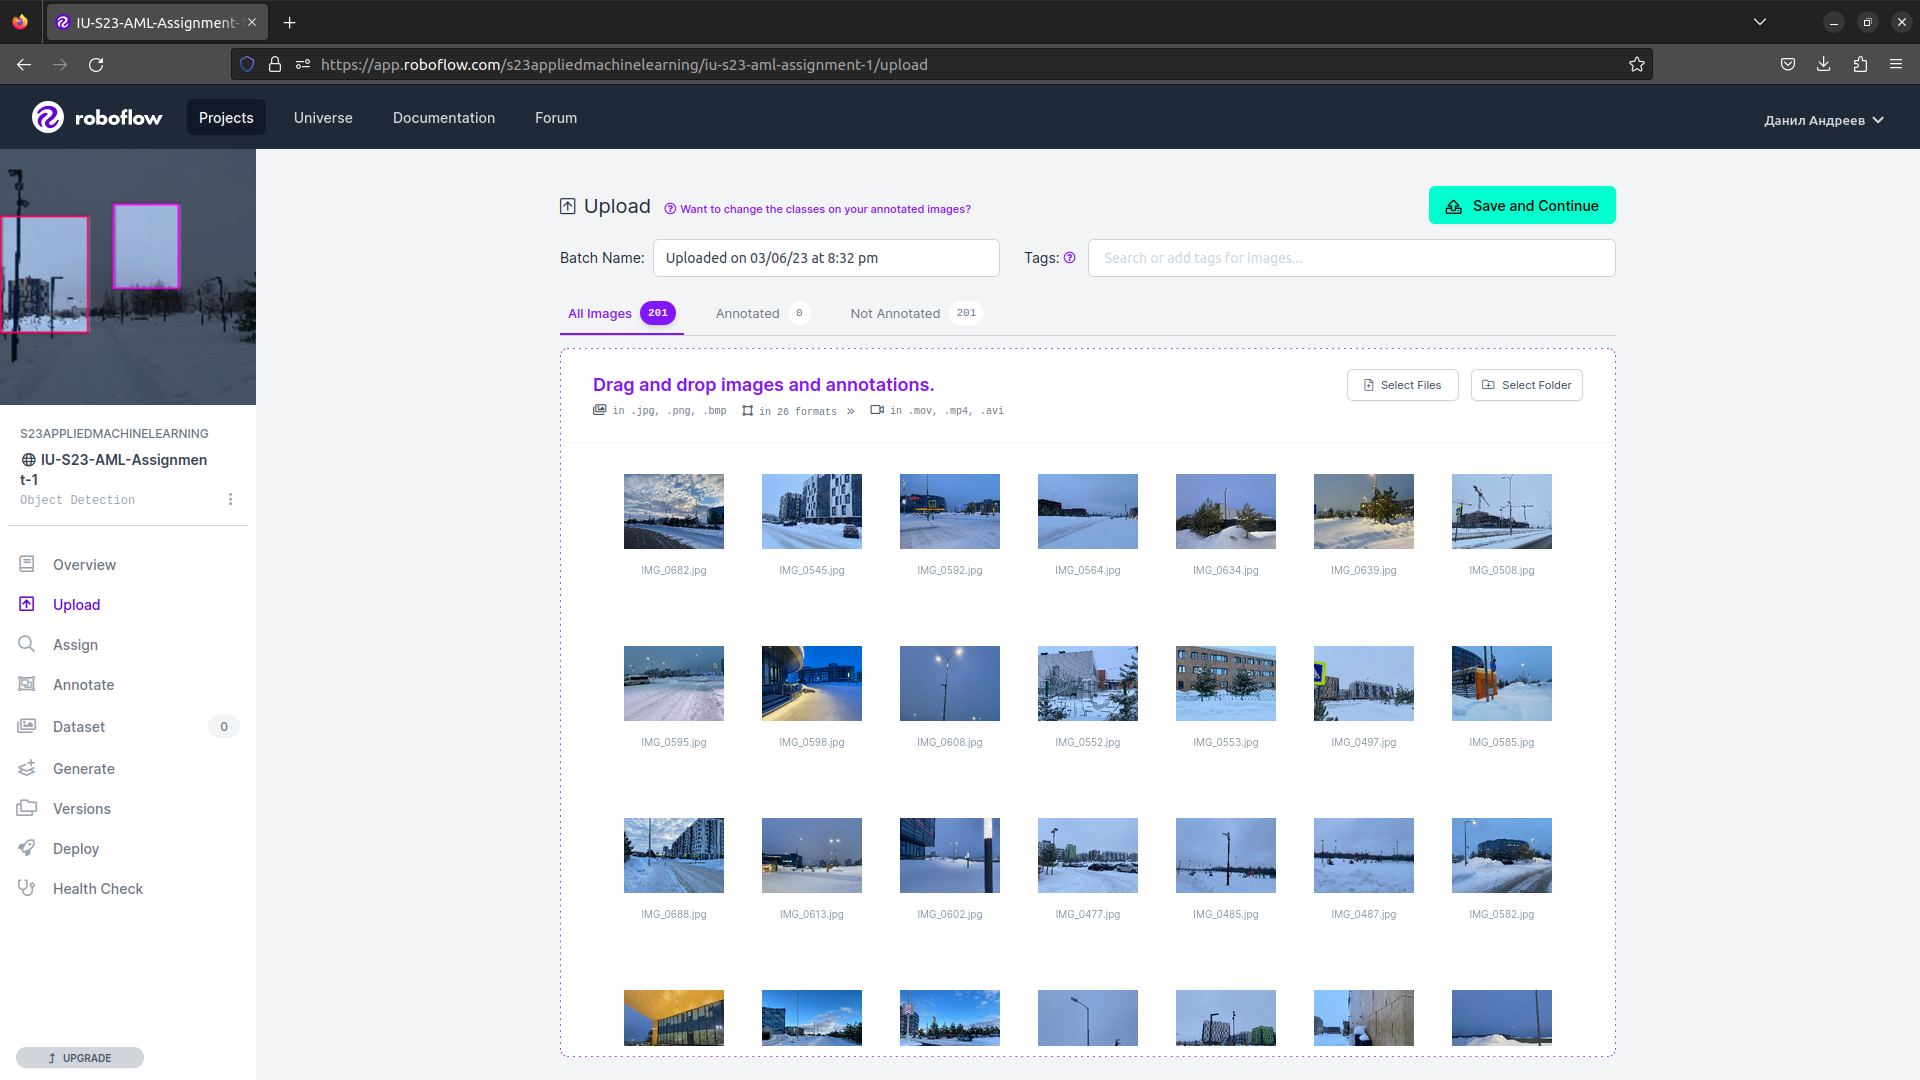 IU-S23-AML-Assignment-
https://app.roboflow.com/s23appliedmachinelearning/iu-s23-aml-assignment-1/upload
roboflow
Projects
Universe
Documentation
Forum
Данил Андреев
Upload
Want to change the classes on your annotated images?
Save and Continue
Batch Name:
Uploaded on 03/06/23 at 8:32 pm
Tags:
Search or add tags for images...
All Images 201
Annotated 0
Not Annotated 201
Drag and drop images and annotations.
in .jpg, .png, .bmp
in 26 formats »
in .mov, .mp4, .avi
Select Files
Select Folder
S23APPLIEDMACHINELEARNING
IU-S23-AML-Assignmen
t-1
Object Detection
Overview
Upload
Assign
Annotate
Dataset 0
Generate
Versions
Deploy
Health Check
UPGRADE
IMG_0682.jpg
IMG_0545.jpg
IMG_0592.jpg
IMG_0564.jpg
IMG_0634.jpg
IMG_0639.jpg
IMG_0508.jpg
IMG_0595.jpg
IMG_0598.jpg
IMG_0608.jpg
IMG_0552.jpg
IMG_0553.jpg
IMG_0497.jpg
IMG_0585.jpg
IMG_0688.jpg
IMG_0613.jpg
IMG_0602.jpg
IMG_0477.jpg
IMG_0485.jpg
IMG_0487.jpg
IMG_0582.jpg